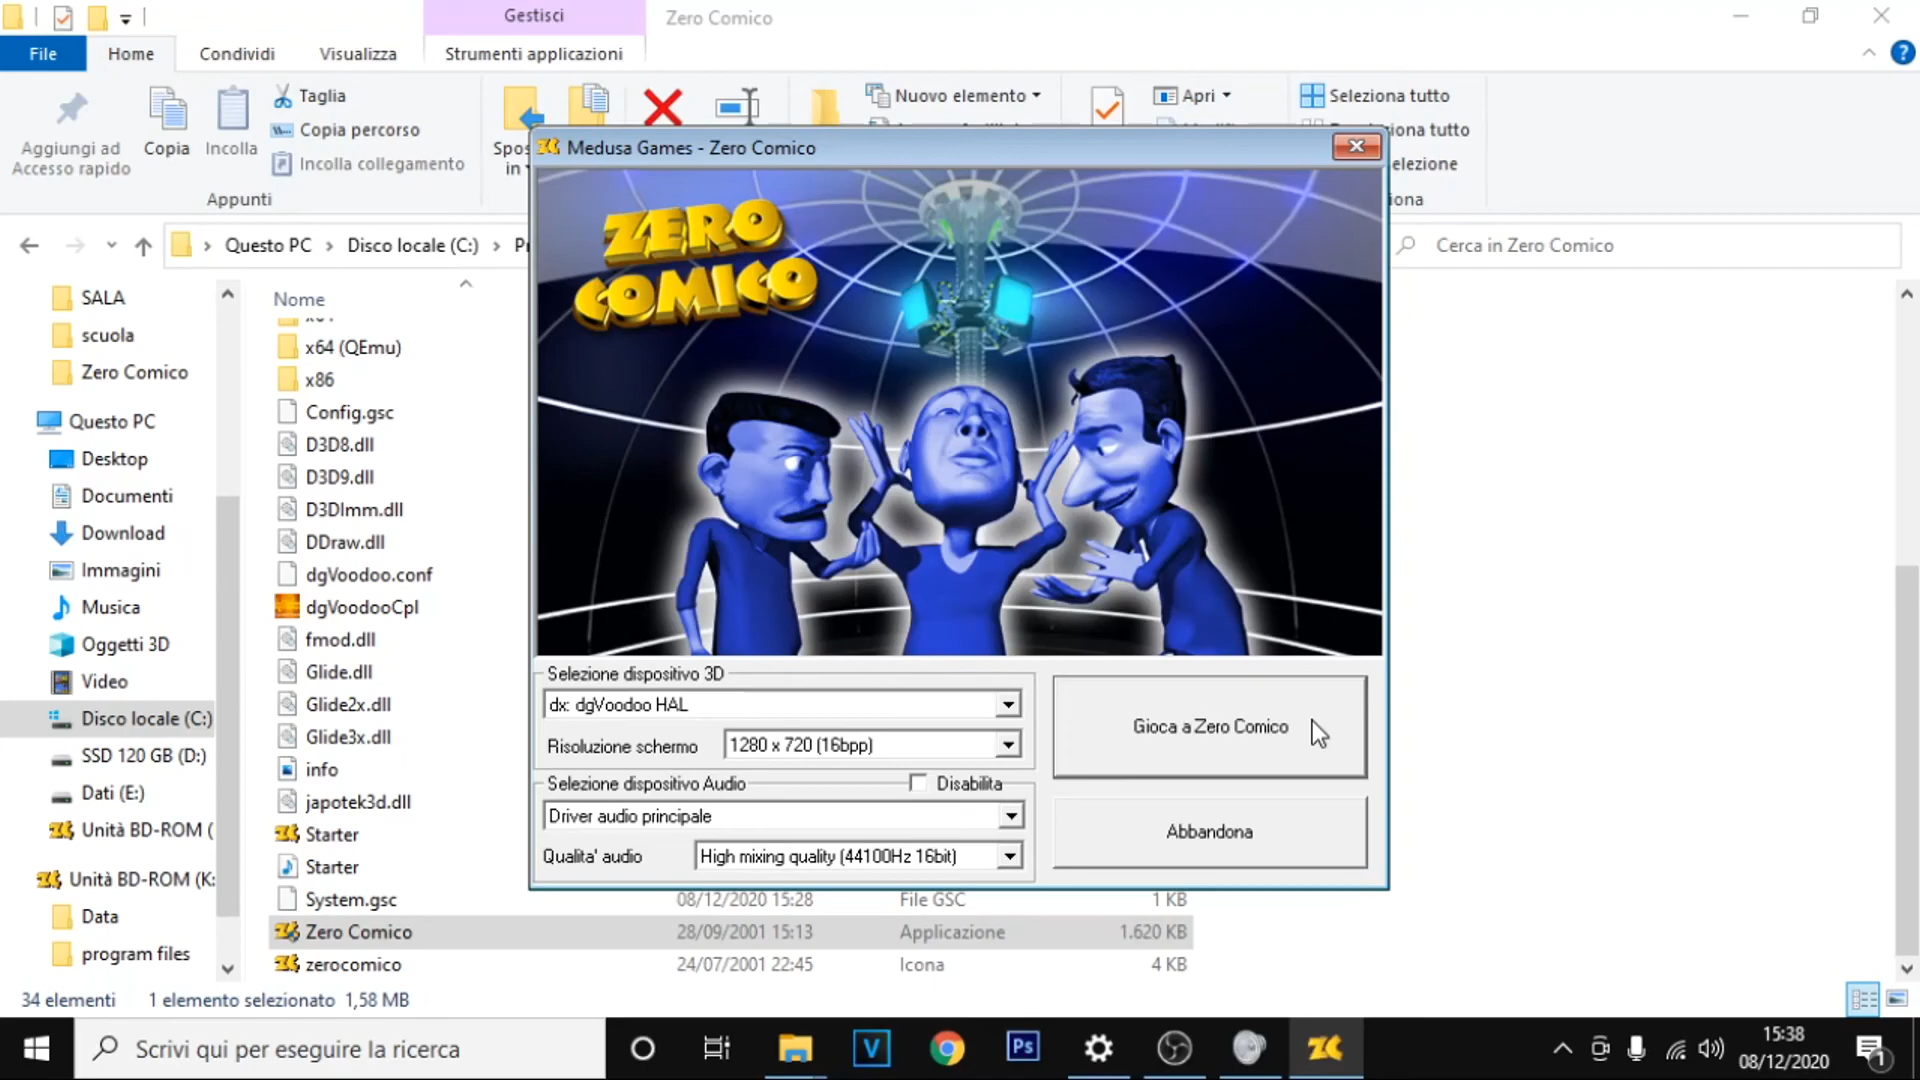 Gestisci
Zero Comico
File
Home
Condividi
Visualizza
Strumenti applicazioni
Aggiungi ad
Accesso rapido
Copia
Incolla
Taglia
Copia percorso
Incolla collegamento
Appunti
in
Nuovo elemento
Apri
Seleziona tutto
tutto
Questo PC
Disco locale (C:)
Cerca in Zero Comico
Medusa Games - Zero Comico
ZERO
COMICO
Selezione dispositivo 3D
dx: dgVoodoo HAL
Risoluzione schermo
1280 x 720 (16bpp)
Selezione dispositivo Audio
Disabilita
Driver audio principale
Qualita' audio
High mixing quality (44100Hz 16bit)
Gioca a Zero Comico
Abbandona
SALA
scuola
Zero Comico
Questo PC
Desktop
Documenti
Download
Immagini
Musica
Oggetti 3D
Video
Disco locale (C:)
SSD 120 GB (D:)
Dati (E:)
Unità BD-ROM (
Unità BD-ROM (K:
Data
program files
Nome
x64 (QEmu)
x86
Config.gsc
D3D8.dll
D3D9.dll
D3DImm.dll
DDraw.dll
dgVoodoo.conf
dgVoodooCpl
fmod.dll
Glide.dll
Glide2x.dll
Glide3x.dll
info
japotek3d.dll
Starter
Starter
System.gsc 08/12/2020 15:28 File GSC 1 KB
Zero Comico 28/09/2001 15:13 Applicazione 1.620 KB
zerocomico 24/07/2001 22:45 Icona 4 KB
34 elementi 1 elemento selezionato 1,58 MB
Scrivi qui per eseguire la ricerca
V
Ps
15:38
08/12/2020
1